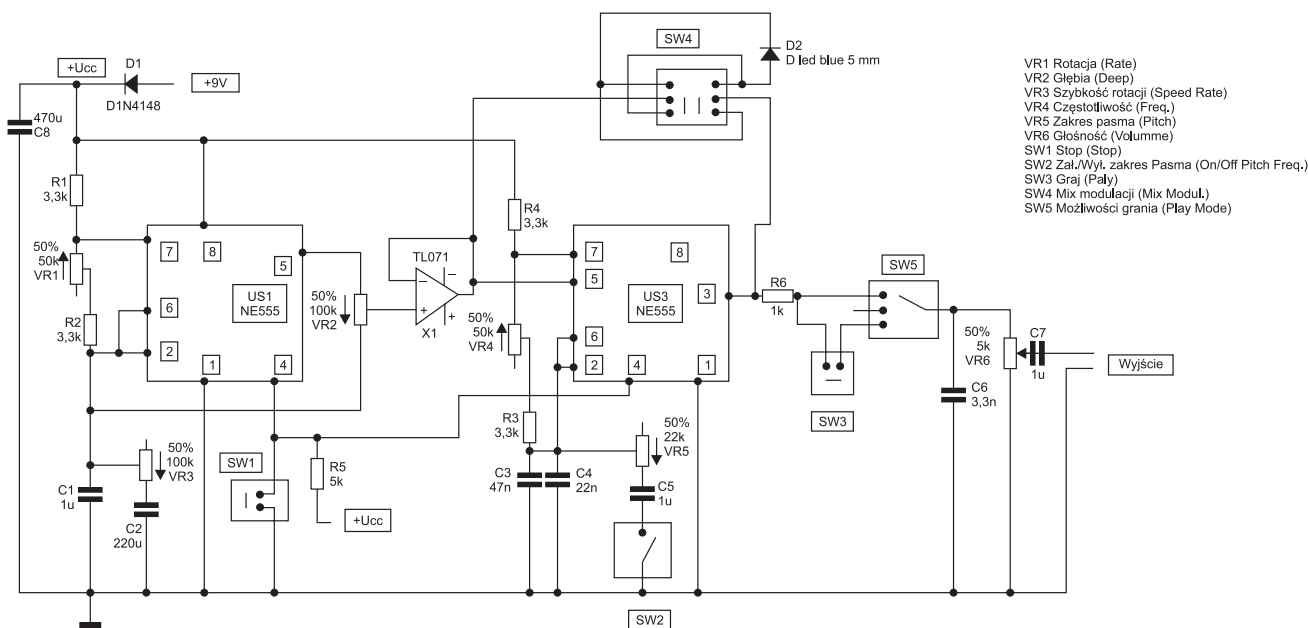 +Ucc
D1
D1N4148
+9V
470u
C8
R1
3,3k
50%
50k
VR1
R2
3,3k
7
8
5
6
2
1
4
US1
NE555
50%
100k
VR2
TL071
−
−
+
+
X1
SW4
D2
D led blue 5 mm
R4
3,3k
50%
50k
VR4
7
8
5
3
6
2
4
1
US3
NE555
R6
1k
SW5
SW3
50%
5k
VR6
C7
1u
C6
3,3n
Wyjście
C1
1u
50%
100k
VR3
C2
220u
SW1
R5
5k
+Ucc
R3
3,3k
C3
47n
C4
22n
50%
22k
VR5
C5
1u
SW2
VR1 Rotacja (Rate)
VR2 Głębia (Deep)
VR3 Szybkość rotacji (Speed Rate)
VR4 Częstotliwość (Freq.)
VR5 Zakres pasma (Pitch)
VR6 Głośność (Volumme)
SW1 Stop (Stop)
SW2 Zał./Wył. zakres Pasma (On/Off Pitch Freq.)
SW3 Graj (Paly)
SW4 Mix modulacji (Mix Modul.)
SW5 Możliwości grania (Play Mode)